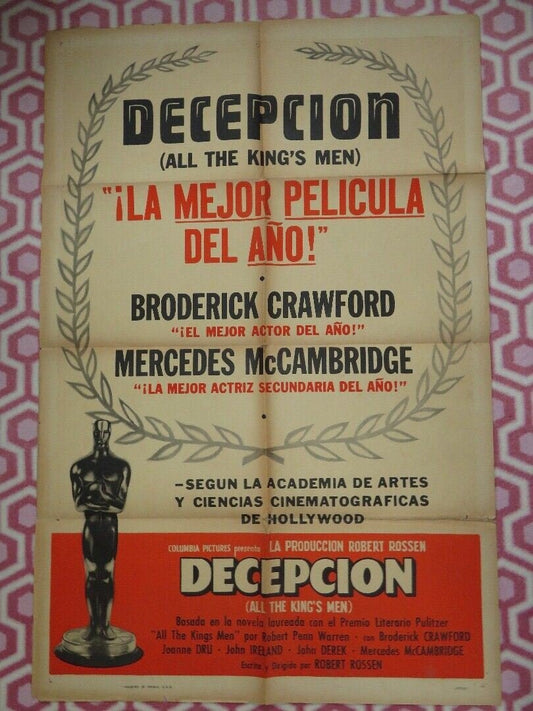 DECEPCION
(ALL THE KING'S MEN)
"¡LA MEJOR PELICULA
DEL AÑO!"
BRODERICK CRAWFORD
"¡EL MEJOR ACTOR DEL AÑO!"
MERCEDES McCAMBRIDGE
"¡LA MEJOR ACTRIZ SECUNDARIA DEL AÑO!"
–SEGUN LA ACADEMIA DE ARTES
Y CIENCIAS CINEMATOGRAFICAS
DE HOLLYWOOD
COLUMBIA PICTURES presenta LA PRODUCCION ROBERT ROSSEN
DECEPCION
(ALL THE KING'S MEN)
Basada en la novela laureada con el Premio Literario Pulitzer
"All The Kings Men" por Robert Penn Warren - con Broderick CRAWFORD
Joanne DRU - John IRELAND - John DEREK - Mercedes McCAMBRIDGE
Escrita y Dirigida por ROBERT ROSSEN